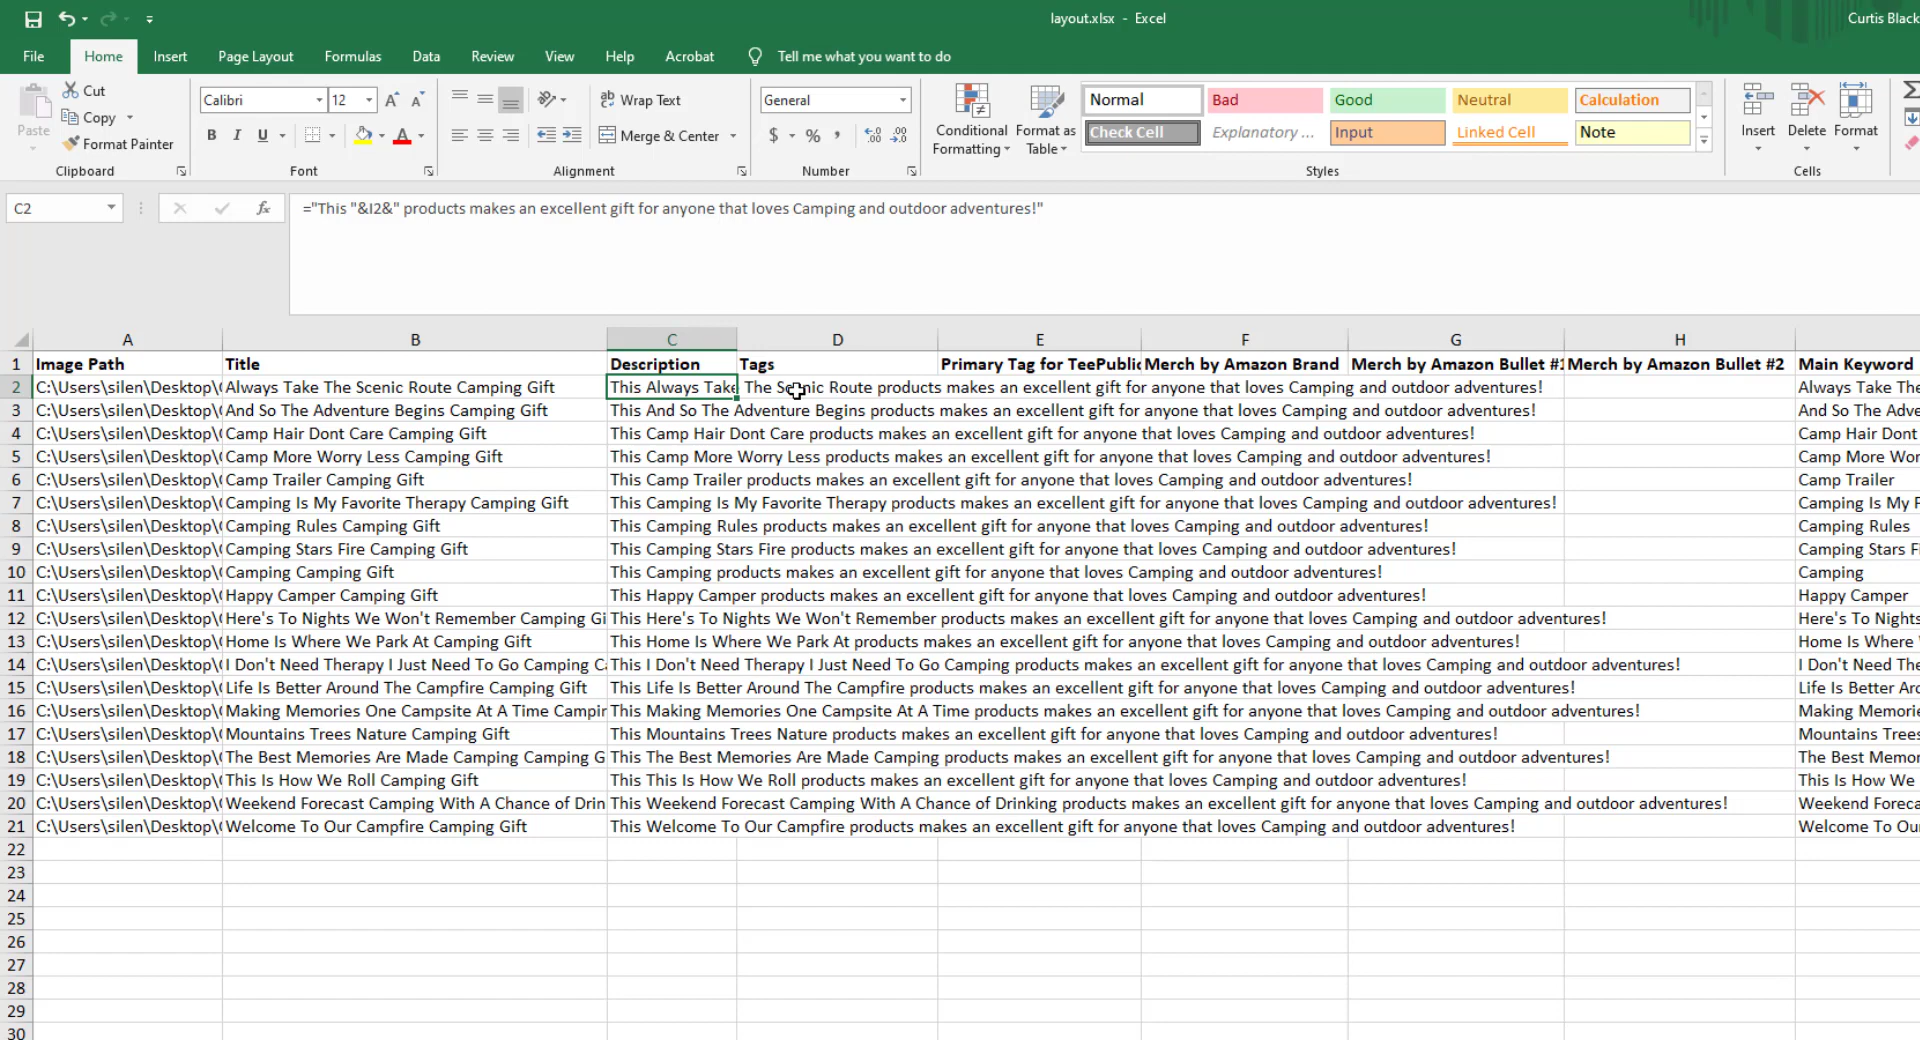 layout.xlsx - Excel
Curtis Black
File Home Insert Page Layout Formulas Data Review View Help Acrobat Tell me what you want to do
Paste
Cut
Copy
Format Painter
Clipboard
Calibri 12
B I U
Font
Wrap Text
Merge & Center
Alignment
General
$ % ,
Number
Conditional Formatting
Format as Table
Normal Bad Good Neutral Calculation
Check Cell Explanatory ... Input Linked Cell Note
Styles
Insert Delete Format
Cells
C2 fx ="This "&I2&" products makes an excellent gift for anyone that loves Camping and outdoor adventures!"
A B C D E F G H
1 Image Path Title Description Tags Primary Tag for TeePublic Merch by Amazon Brand Merch by Amazon Bullet #1 Merch by Amazon Bullet #2 Main Keyword
2 C:\Users\silen\Desktop\ Always Take The Scenic Route Camping Gift This Always Take The Scenic Route products makes an excellent gift for anyone that loves Camping and outdoor adventures! Always Take The
3 C:\Users\silen\Desktop\ And So The Adventure Begins Camping Gift This And So The Adventure Begins products makes an excellent gift for anyone that loves Camping and outdoor adventures! And So The Adve
4 C:\Users\silen\Desktop\ Camp Hair Dont Care Camping Gift This Camp Hair Dont Care products makes an excellent gift for anyone that loves Camping and outdoor adventures! Camp Hair Dont
5 C:\Users\silen\Desktop\ Camp More Worry Less Camping Gift This Camp More Worry Less products makes an excellent gift for anyone that loves Camping and outdoor adventures! Camp More Wor
6 C:\Users\silen\Desktop\ Camp Trailer Camping Gift This Camp Trailer products makes an excellent gift for anyone that loves Camping and outdoor adventures! Camp Trailer
7 C:\Users\silen\Desktop\ Camping Is My Favorite Therapy Camping Gift This Camping Is My Favorite Therapy products makes an excellent gift for anyone that loves Camping and outdoor adventures! Camping Is My F
8 C:\Users\silen\Desktop\ Camping Rules Camping Gift This Camping Rules products makes an excellent gift for anyone that loves Camping and outdoor adventures! Camping Rules
9 C:\Users\silen\Desktop\ Camping Stars Fire Camping Gift This Camping Stars Fire products makes an excellent gift for anyone that loves Camping and outdoor adventures! Camping Stars Fi
10 C:\Users\silen\Desktop\ Camping Camping Gift This Camping products makes an excellent gift for anyone that loves Camping and outdoor adventures! Camping
11 C:\Users\silen\Desktop\ Happy Camper Camping Gift This Happy Camper products makes an excellent gift for anyone that loves Camping and outdoor adventures! Happy Camper
12 C:\Users\silen\Desktop\ Here's To Nights We Won't Remember Camping Gi This Here's To Nights We Won't Remember products makes an excellent gift for anyone that loves Camping and outdoor adventures! Here's To Nights
13 C:\Users\silen\Desktop\ Home Is Where We Park At Camping Gift This Home Is Where We Park At products makes an excellent gift for anyone that loves Camping and outdoor adventures! Home Is Where
14 C:\Users\silen\Desktop\ I Don't Need Therapy I Just Need To Go Camping Ca This I Don't Need Therapy I Just Need To Go Camping products makes an excellent gift for anyone that loves Camping and outdoor adventures! I Don't Need The
15 C:\Users\silen\Desktop\ Life Is Better Around The Campfire Camping Gift This Life Is Better Around The Campfire products makes an excellent gift for anyone that loves Camping and outdoor adventures! Life Is Better Aro
16 C:\Users\silen\Desktop\ Making Memories One Campsite At A Time Campir This Making Memories One Campsite At A Time products makes an excellent gift for anyone that loves Camping and outdoor adventures! Making Memorie
17 C:\Users\silen\Desktop\ Mountains Trees Nature Camping Gift This Mountains Trees Nature products makes an excellent gift for anyone that loves Camping and outdoor adventures! Mountains Trees
18 C:\Users\silen\Desktop\ The Best Memories Are Made Camping Camping G This The Best Memories Are Made Camping products makes an excellent gift for anyone that loves Camping and outdoor adventures! The Best Memor
19 C:\Users\silen\Desktop\ This Is How We Roll Camping Gift This This Is How We Roll products makes an excellent gift for anyone that loves Camping and outdoor adventures! This Is How We
20 C:\Users\silen\Desktop\ Weekend Forecast Camping With A Chance of Drin This Weekend Forecast Camping With A Chance of Drinking products makes an excellent gift for anyone that loves Camping and outdoor adventures! Weekend Foreca
21 C:\Users\silen\Desktop\ Welcome To Our Campfire Camping Gift This Welcome To Our Campfire products makes an excellent gift for anyone that loves Camping and outdoor adventures! Welcome To Ou
22
23
24
25
26
27
28
29
30